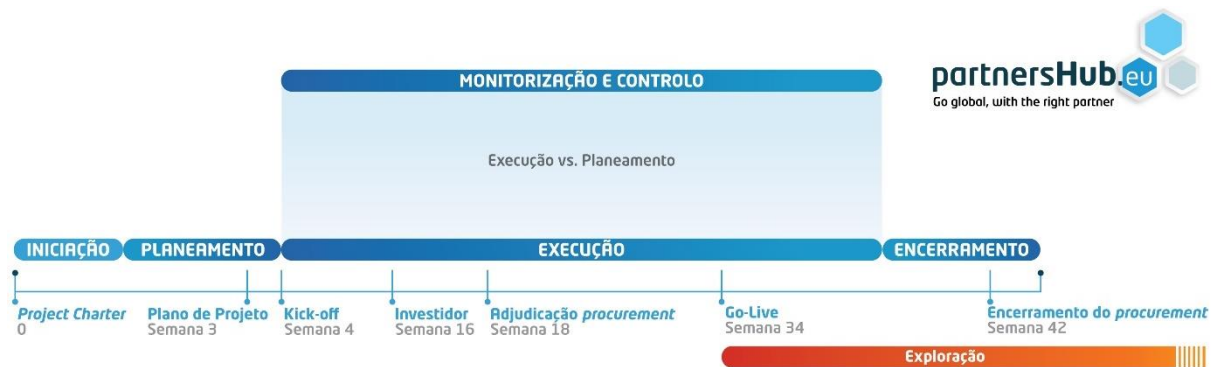 partnersHub.eu
Go global, with the right partner
MONITORIZAÇÃO E CONTROLO
Execução vs. Planeamento
INICIAÇÃO PLANEAMENTO EXECUÇÃO ENCERRAMENTO
Project Charter Plano de Projeto Kick-off Investidor Adjudicação procurement Go-Live Encerramento do procurement
0 Semana 3 Semana 4 Semana 16 Semana 18 Semana 34 Semana 42
Exploração